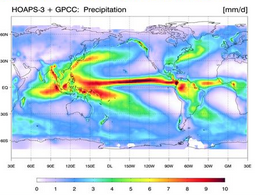 HOAPS-3 + GPCC: Precipitation [mm/d]
60N
30N
EQ
30S
60S
30E 60E 90E 120E 150E DL 150W 120W 90W 60W 30W GM 30E
0 1 2 3 4 5 6 7 8 9 10